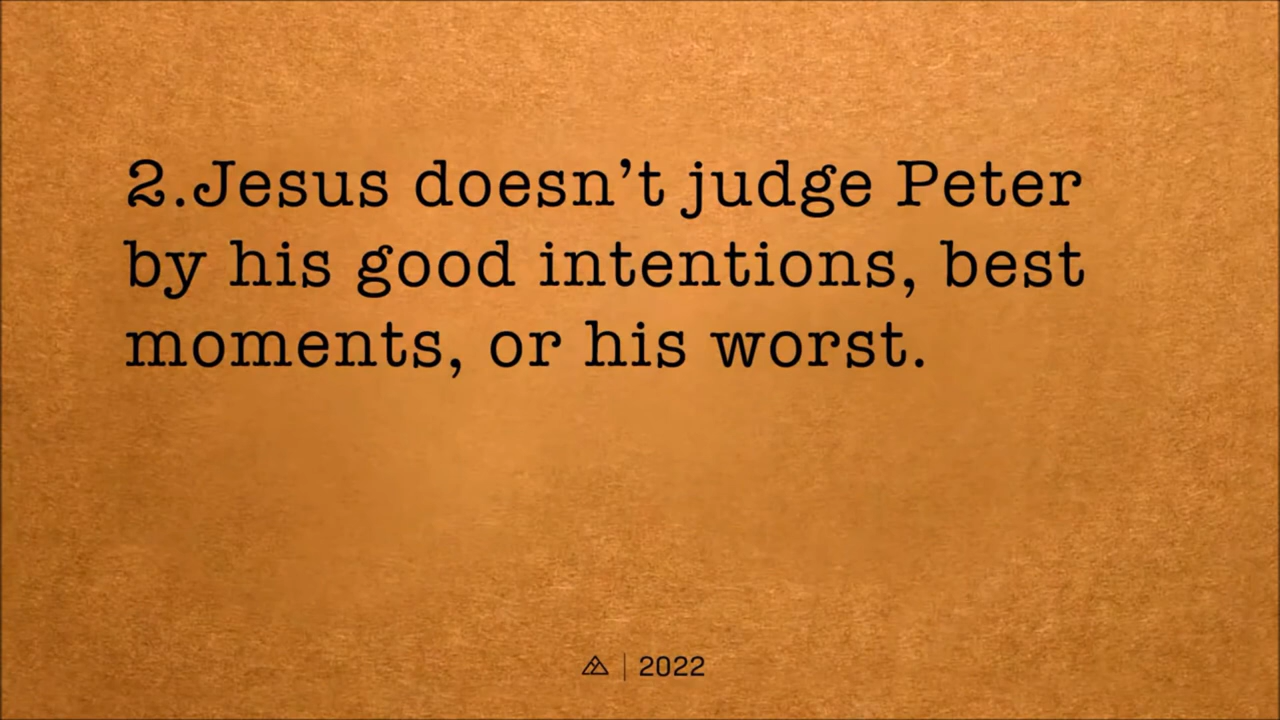 2.Jesus doesn’t judge Peter
by his good intentions, best
moments, or his worst.
2022